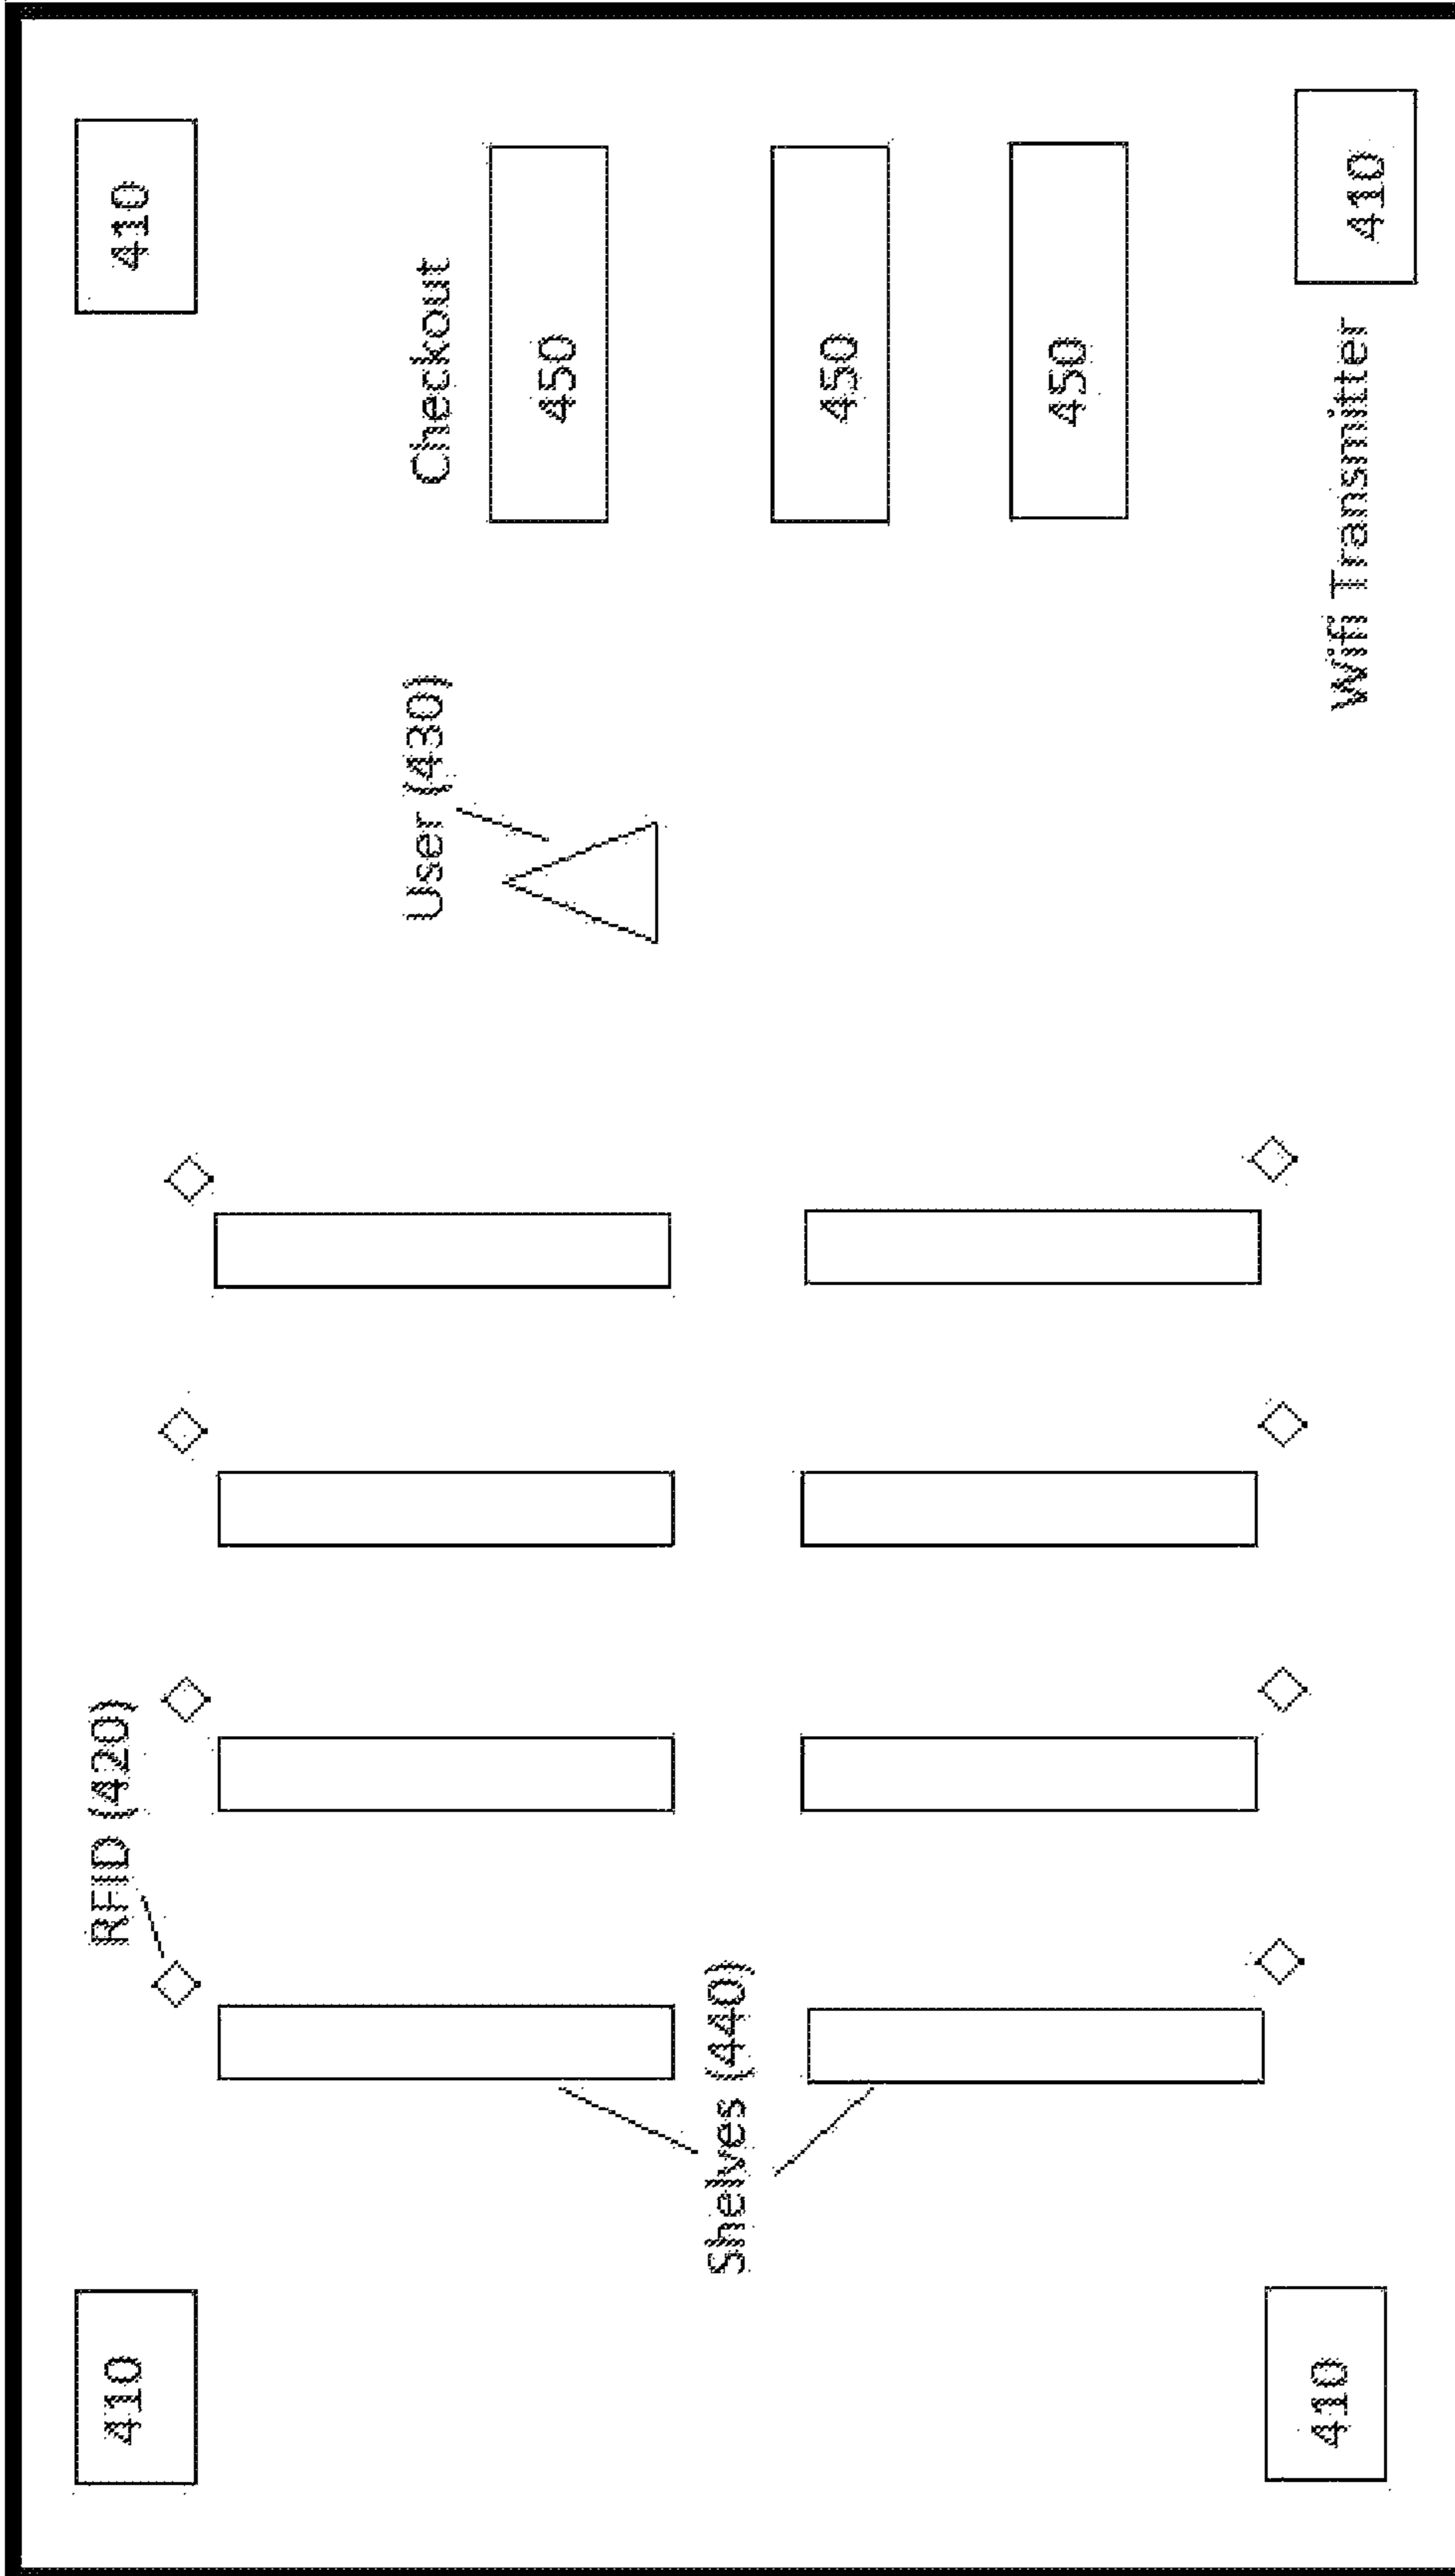 410
RFID (420)
410
User (430)
Checkout
450
Shelves (440)
450
450
410
Wifi Transmitter
410